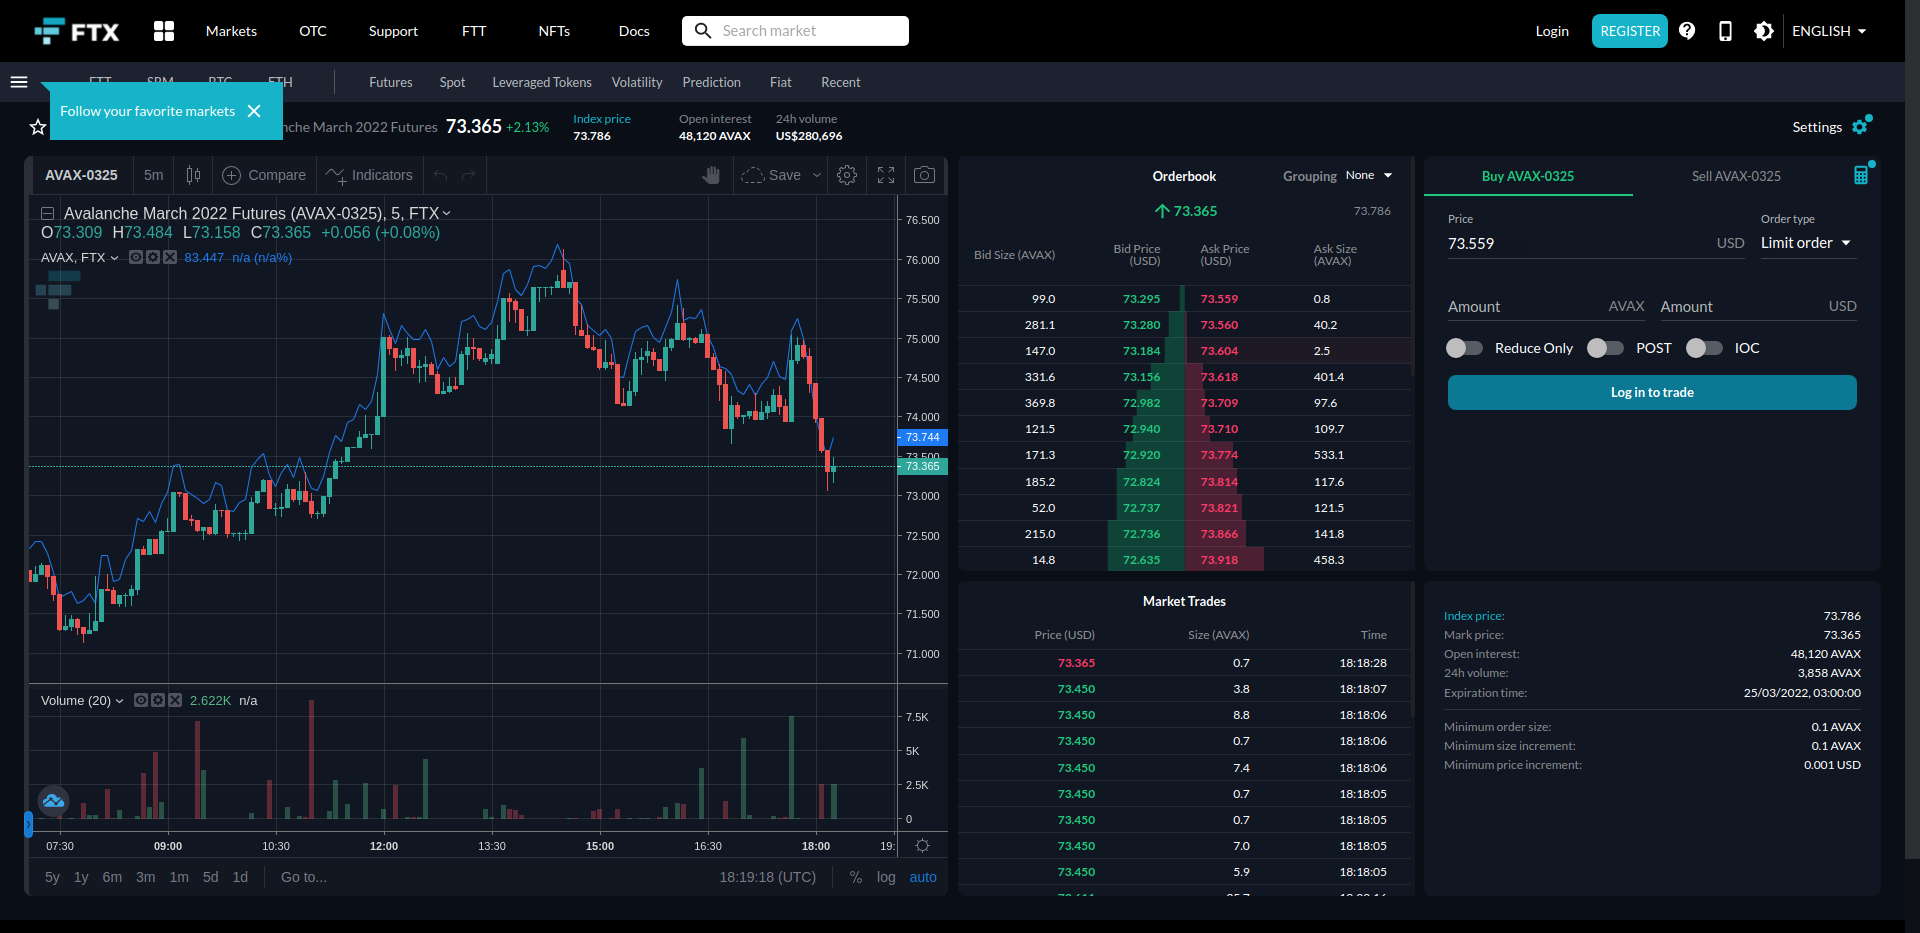 FTX
Markets
OTC
Support
FTT
NFTs
Docs
Search market
Login
REGISTER
ENGLISH
BTC
ETH
Futures
Spot
Leveraged Tokens
Volatility
Prediction
Fiat
Recent
Follow your favorite markets
nche March 2022 Futures
73.365 +2.13%
Index price
73.786
Open interest
48,120 AVAX
24h volume
US$280,696
Settings
AVAX-0325
5m
Compare
Indicators
Save
Avalanche March 2022 Futures (AVAX-0325), 5, FTX
O73.309 H73.484 L73.158 C73.365 +0.056 (+0.08%)
AVAX, FTX 83.447 n/a (n/a%)
76.500
76.000
75.500
75.000
74.500
74.000
73.744
73.500
73.365
73.000
72.500
72.000
71.500
71.000
Volume (20) 2.622K n/a
7.5K
5K
2.5K
0
07:30 09:00 10:30 12:00 13:30 15:00 16:30 18:00 19:
5y 1y 6m 3m 1m 5d 1d Go to...
18:19:18 (UTC) % log auto
Orderbook
Grouping None
73.365
73.786
Bid Size (AVAX) Bid Price (USD) Ask Price (USD) Ask Size (AVAX)
99.0 73.295 73.559 0.8
281.1 73.280 73.560 40.2
147.0 73.184 73.604 2.5
331.6 73.156 73.618 401.4
369.8 72.982 73.709 97.6
121.5 72.940 73.710 109.7
171.3 72.920 73.774 533.1
185.2 72.824 73.814 117.6
52.0 72.737 73.821 121.5
215.0 72.736 73.866 141.8
14.8 72.635 73.918 458.3
Market Trades
Price (USD) Size (AVAX) Time
73.365 0.7 18:18:28
73.450 3.8 18:18:07
73.450 8.8 18:18:06
73.450 0.7 18:18:06
73.450 7.4 18:18:06
73.450 0.7 18:18:05
73.450 0.7 18:18:05
73.450 7.0 18:18:05
73.450 5.9 18:18:05
Buy AVAX-0325
Sell AVAX-0325
Price
73.559 USD
Order type
Limit order
Amount AVAX
Amount USD
Reduce Only
POST
IOC
Log in to trade
Index price: 73.786
Mark price: 73.365
Open interest: 48,120 AVAX
24h volume: 3,858 AVAX
Expiration time: 25/03/2022, 03:00:00
Minimum order size: 0.1 AVAX
Minimum size increment: 0.1 AVAX
Minimum price increment: 0.001 USD